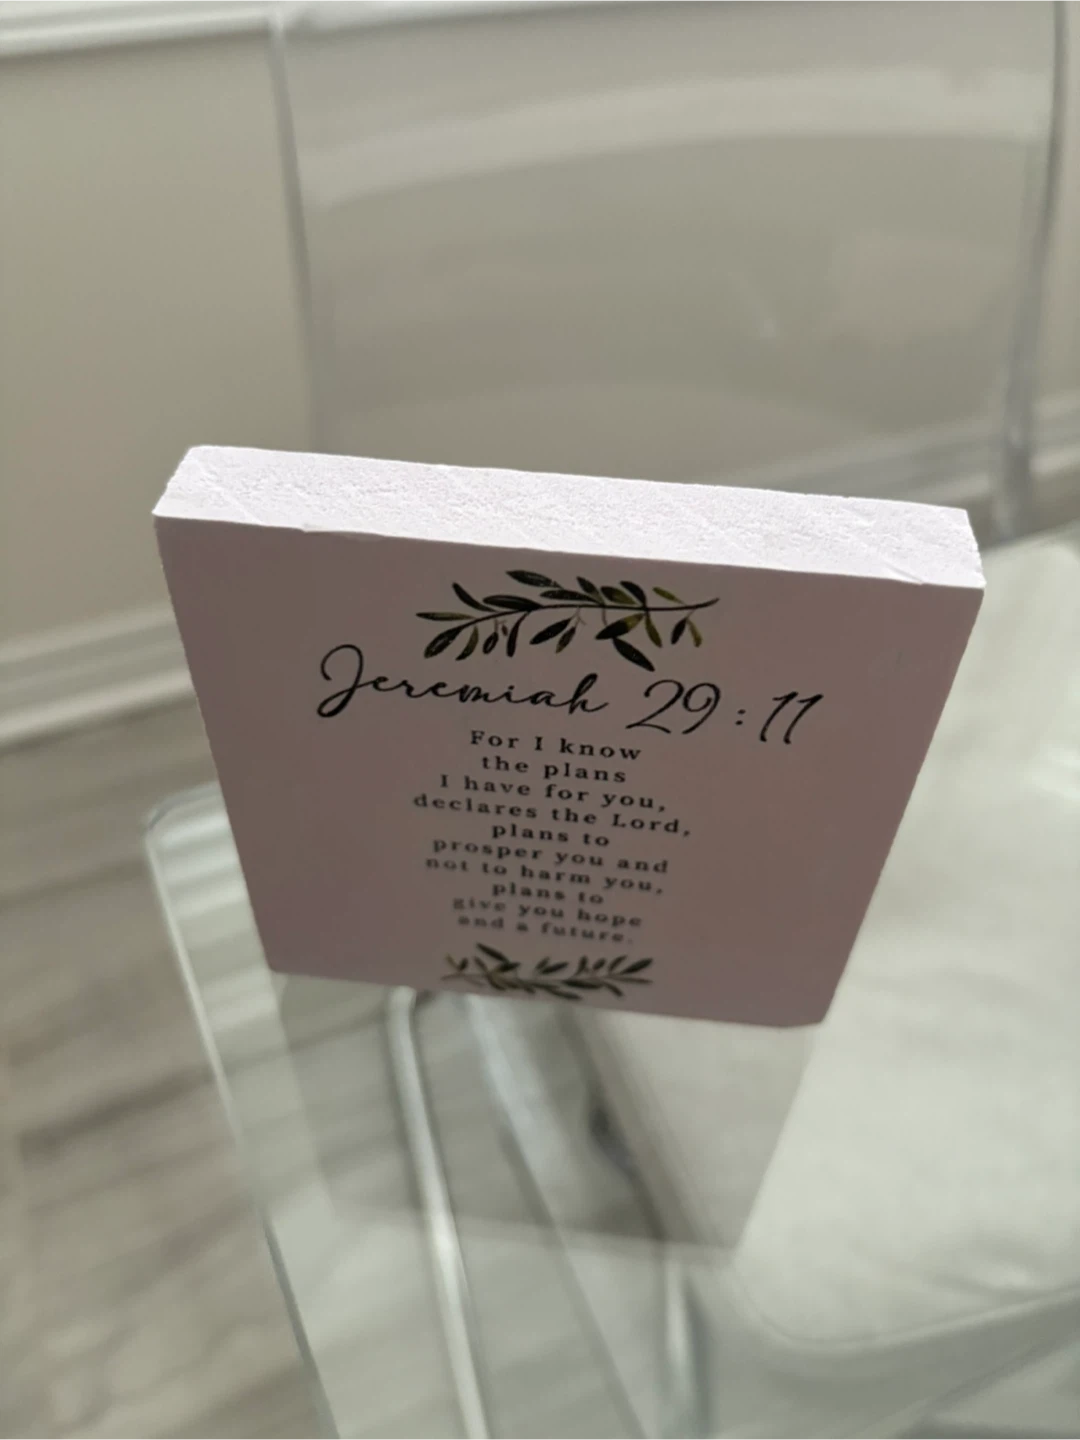 Jeremiah 29:11
For I know
the plans
I have for you,
declares the Lord,
plans to
prosper you and
not to harm you,
plans to
give you hope
and a future.